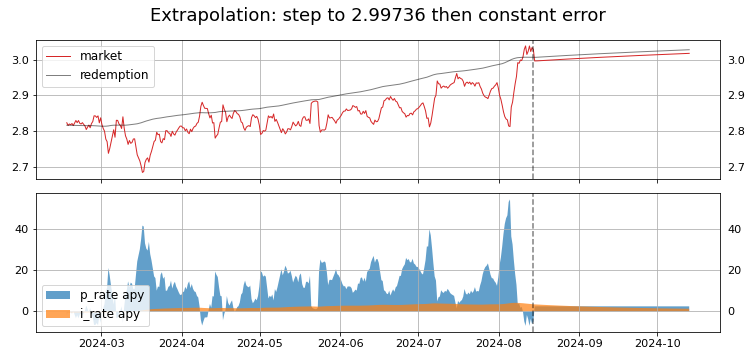 Extrapolation: step to 2.99736 then constant error
market
redemption
3.0 3.0
2.9 2.9
2.8 2.8
2.7 2.7
40 40
20 20
0 0
p_rate apy
i_rate apy
2024-03 2024-04 2024-05 2024-06 2024-07 2024-08 2024-09 2024-10